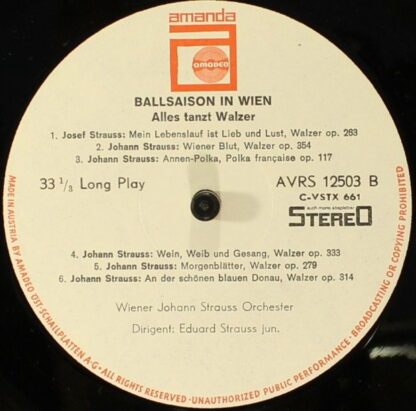 amanda
AMADEO
BALLSAISON IN WIEN
Alles tanzt Walzer
1. Josef Strauss: Mein Lebenslauf ist Lieb und Lust, Walzer op. 263
2. Johann Strauss: Wiener Blut, Walzer op. 354
3. Johann Strauss: Annen-Polka, Polka française op. 117
33 1/3 Long Play
AVRS 12503 B
C-VSTX 661
auch mono abspielbar
STEREO
4. Johann Strauss: Wein, Weib und Gesang, Walzer op. 333
5. Johann Strauss: Morgenblätter, Walzer op. 279
6. Johann Strauss: An der schönen blauen Donau, Walzer op. 314
Wiener Johann Strauss Orchester
Dirigent: Eduard Strauss jun.
MADE IN AUSTRIA BY AMADEO ÖST. SCHALLPLATTEN A·G · ALL RIGHTS RESERVED · UNAUTHORIZED PUBLIC PERFORMANCE · BROADCASTING OR COPYING PROHIBITED